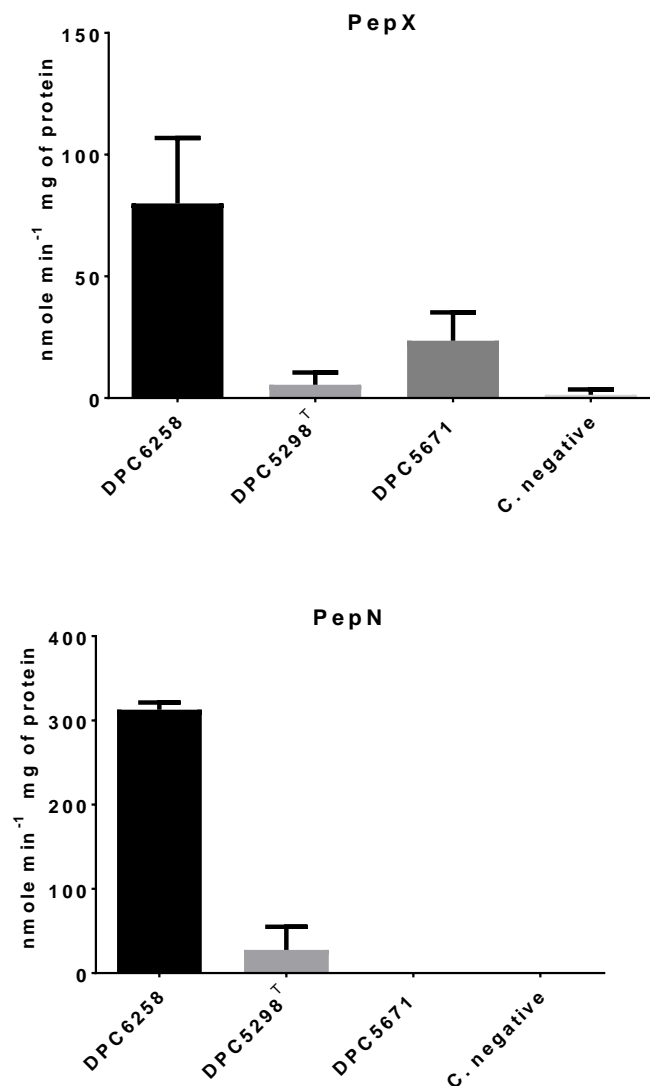 PepX
nmole min⁻¹ mg of protein
150
100
50
0
DPC6258
DPC5298ᵀ
DPC5671
C. negative
PepN
nmole min⁻¹ mg of protein
400
300
200
100
0
DPC6258
DPC5298ᵀ
DPC5671
C. negative